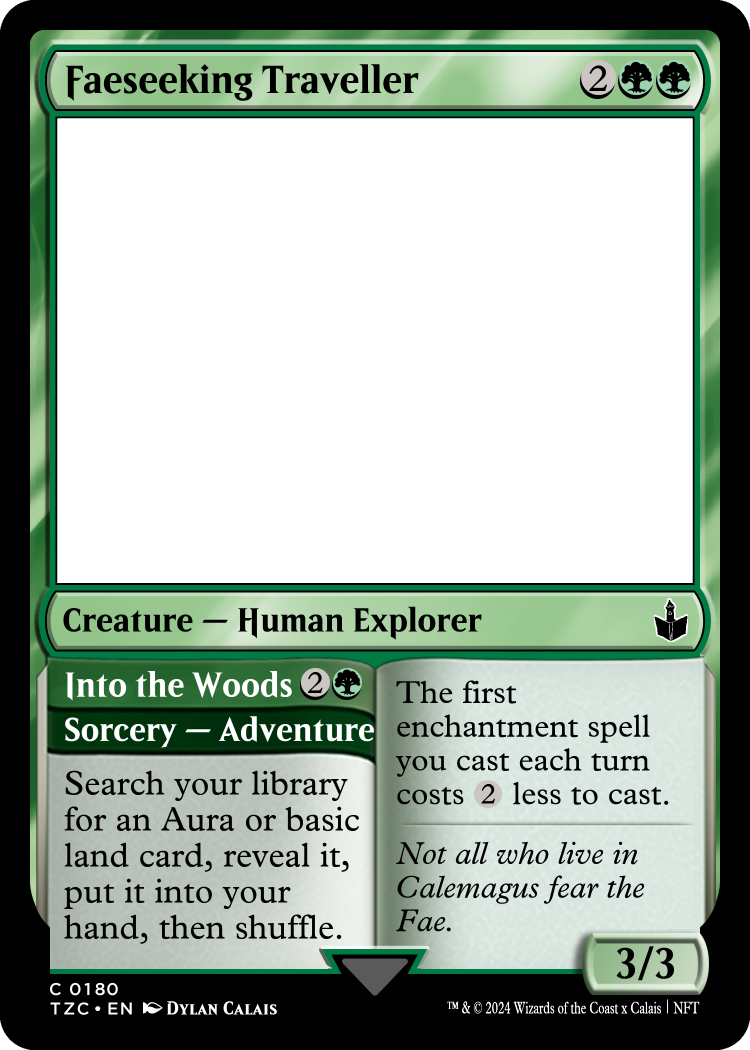 Faeseeking Traveller 2
Creature — Human Explorer
Into the Woods 2
Sorcery — Adventure
Search your library
for an Aura or basic
land card, reveal it,
put it into your
hand, then shuffle.
The first
enchantment spell
you cast each turn
costs 2 less to cast.
Not all who live in
Calemagus fear the
Fae.
3/3
C 0180
TZC • EN DYLAN CALAIS
™ & © 2024 Wizards of the Coast x Calais | NFT